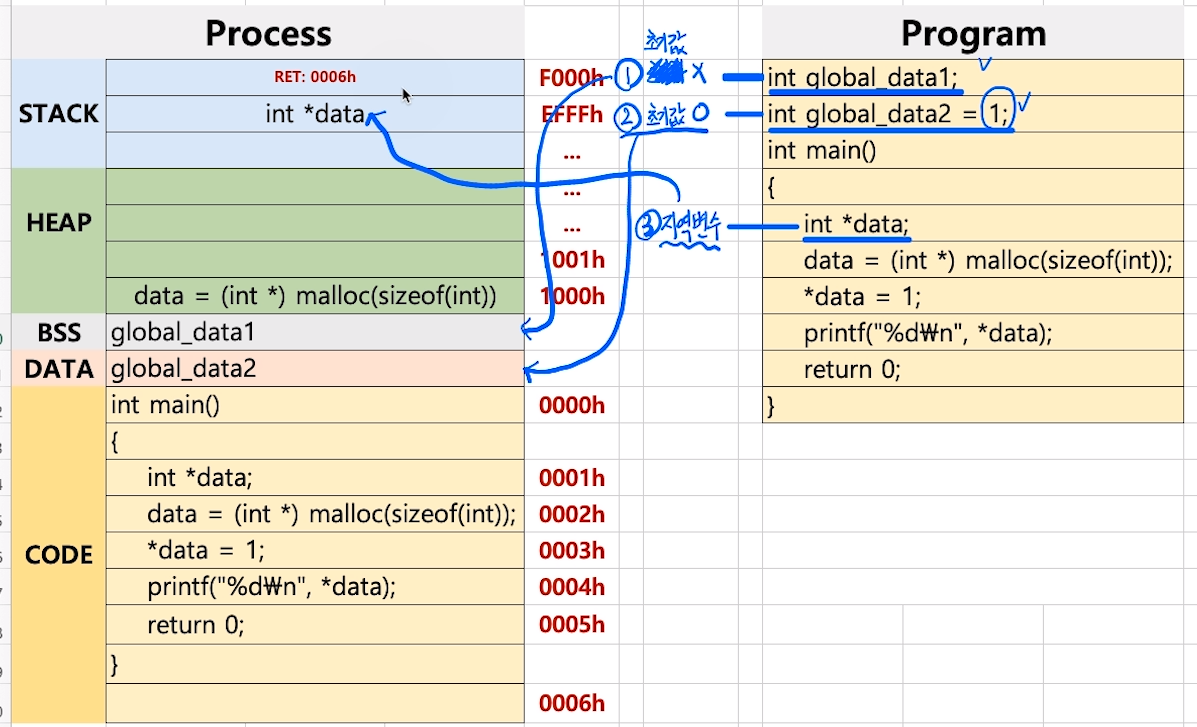 Process
Program
초기값
RET: 0006h
F000h
① X
int global_data1;
STACK
int *data
EFFFh
② 초기값 O
int global_data2 = 1;
...
int main()
...
{
HEAP
...
③ 지역변수
int *data;
1001h
data = (int *) malloc(sizeof(int));
data = (int *) malloc(sizeof(int))
1000h
*data = 1;
BSS
global_data1
printf("%d₩n", *data);
DATA
global_data2
return 0;
int main()
0000h
}
{
int *data;
0001h
data = (int *) malloc(sizeof(int));
0002h
CODE
*data = 1;
0003h
printf("%d₩n", *data);
0004h
return 0;
0005h
}
0006h